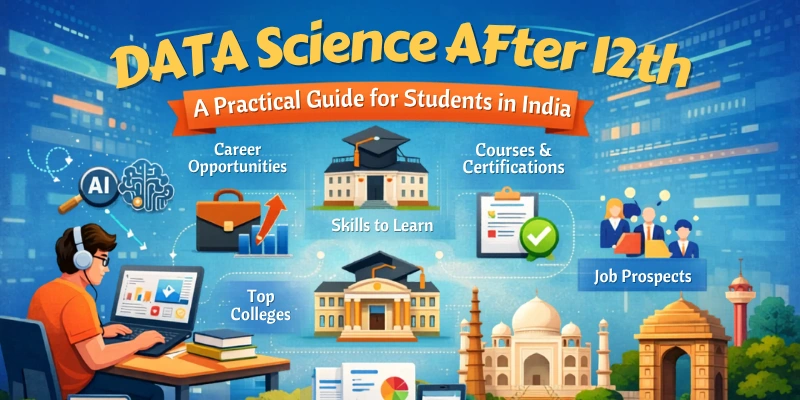 DATA Science AFter 12th
A Practical Guide for Students in India
Career
Opportunities
Courses &
Certifications
AI
Skills to Learn
Job Prospects
Top
Colleges